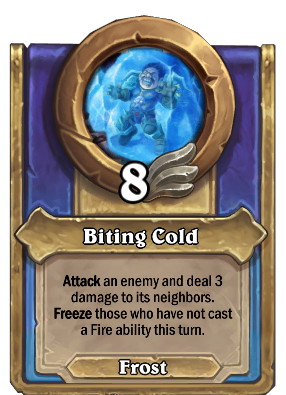 8
Biting Cold
Attack an enemy and deal 3
damage to its neighbors.
Freeze those who have not cast
a Fire ability this turn.
Frost